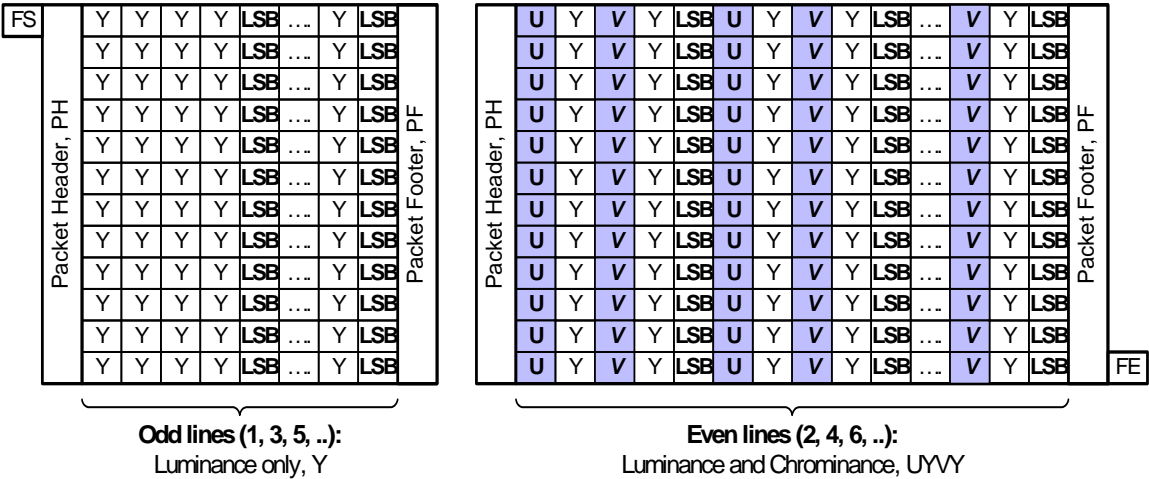 FS
Packet Header, PH
Y Y Y Y LSB .... Y LSB
Y Y Y Y LSB .... Y LSB
Y Y Y Y LSB .... Y LSB
Y Y Y Y LSB .... Y LSB
Y Y Y Y LSB .... Y LSB
Y Y Y Y LSB .... Y LSB
Y Y Y Y LSB .... Y LSB
Y Y Y Y LSB .... Y LSB
Y Y Y Y LSB .... Y LSB
Y Y Y Y LSB .... Y LSB
Y Y Y Y LSB .... Y LSB
Y Y Y Y LSB .... Y LSB
Packet Footer, PF
Odd lines (1, 3, 5, ..):
Luminance only, Y
Packet Header, PH
U Y V Y LSB U Y V Y LSB .... V Y LSB
U Y V Y LSB U Y V Y LSB .... V Y LSB
U Y V Y LSB U Y V Y LSB .... V Y LSB
U Y V Y LSB U Y V Y LSB .... V Y LSB
U Y V Y LSB U Y V Y LSB .... V Y LSB
U Y V Y LSB U Y V Y LSB .... V Y LSB
U Y V Y LSB U Y V Y LSB .... V Y LSB
U Y V Y LSB U Y V Y LSB .... V Y LSB
U Y V Y LSB U Y V Y LSB .... V Y LSB
U Y V Y LSB U Y V Y LSB .... V Y LSB
U Y V Y LSB U Y V Y LSB .... V Y LSB
U Y V Y LSB U Y V Y LSB .... V Y LSB
Packet Footer, PF
FE
Even lines (2, 4, 6, ..):
Luminance and Chrominance, UYVY